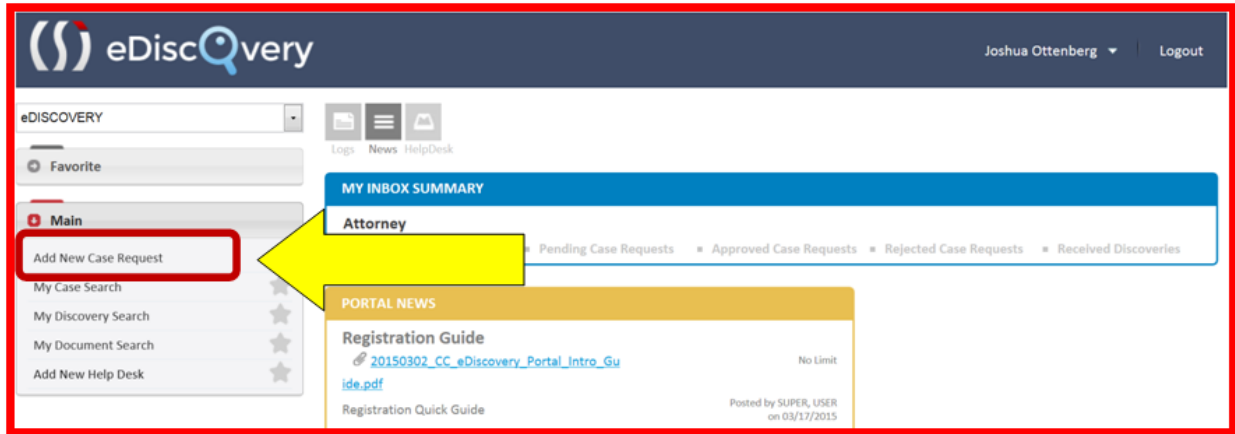 eDiscovery
Joshua Ottenberg
Logout
eDISCOVERY
Favorite
Main
Add New Case Request
My Case Search
My Discovery Search
My Document Search
Add New Help Desk
Logs News HelpDesk
MY INBOX SUMMARY
Attorney
Pending Case Requests Approved Case Requests Rejected Case Requests Received Discoveries
PORTAL NEWS
Registration Guide
20150302_CC_eDiscovery_Portal_Intro_Gu
ide.pdf
No Limit
Registration Quick Guide
Posted by SUPER, USER
on 03/17/2015